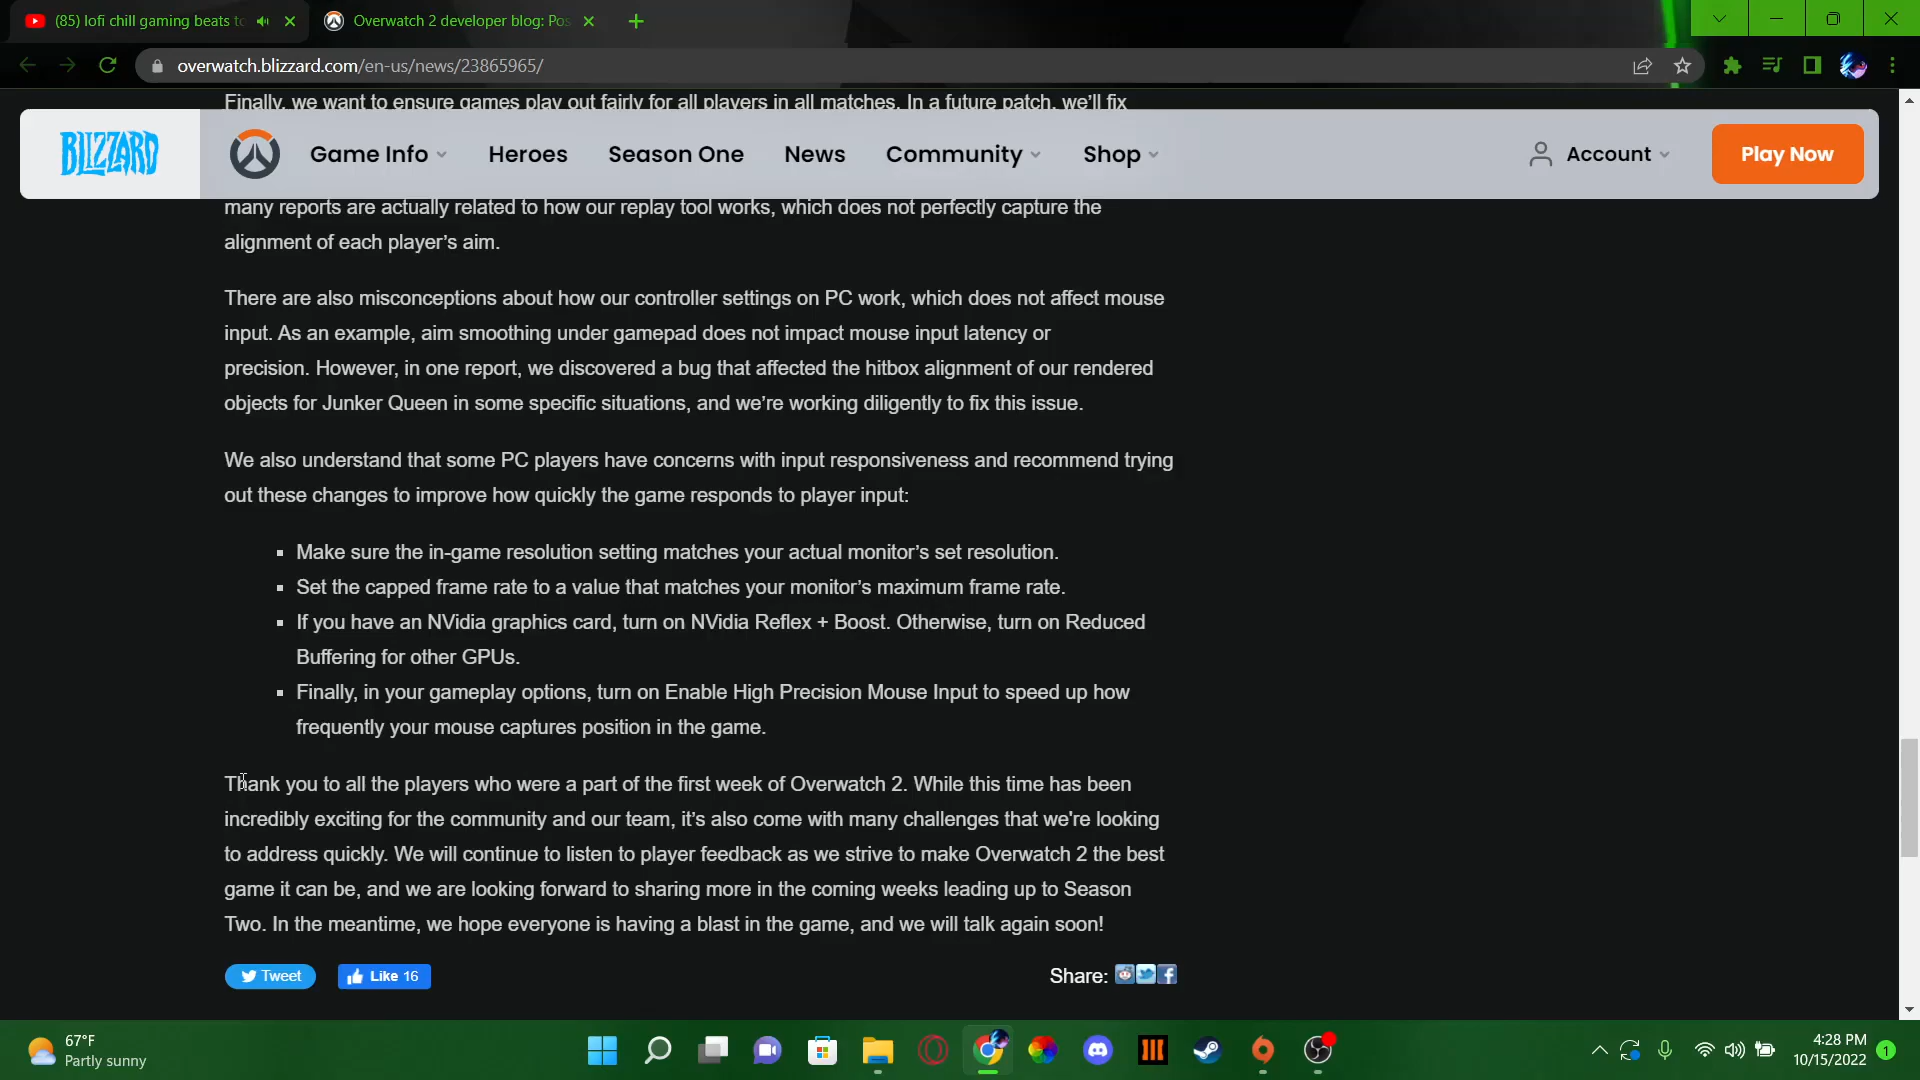 (85) lofi chill gaming beats to
Overwatch 2 developer blog: Pos
overwatch.blizzard.com/en-us/news/23865965/
Finally, we want to ensure games play out fairly for all players in all matches. In a future patch, we’ll fix
BLIZZARD
Game Info
Heroes
Season One
News
Community
Shop
Account
Play Now
many reports are actually related to how our replay tool works, which does not perfectly capture the
alignment of each player’s aim.
There are also misconceptions about how our controller settings on PC work, which does not affect mouse
input. As an example, aim smoothing under gamepad does not impact mouse input latency or
precision. However, in one report, we discovered a bug that affected the hitbox alignment of our rendered
objects for Junker Queen in some specific situations, and we’re working diligently to fix this issue.
We also understand that some PC players have concerns with input responsiveness and recommend trying
out these changes to improve how quickly the game responds to player input:
Make sure the in-game resolution setting matches your actual monitor’s set resolution.
Set the capped frame rate to a value that matches your monitor’s maximum frame rate.
If you have an NVidia graphics card, turn on NVidia Reflex + Boost. Otherwise, turn on Reduced
Buffering for other GPUs.
Finally, in your gameplay options, turn on Enable High Precision Mouse Input to speed up how
frequently your mouse captures position in the game.
Thank you to all the players who were a part of the first week of Overwatch 2. While this time has been
incredibly exciting for the community and our team, it’s also come with many challenges that we're looking
to address quickly. We will continue to listen to player feedback as we strive to make Overwatch 2 the best
game it can be, and we are looking forward to sharing more in the coming weeks leading up to Season
Two. In the meantime, we hope everyone is having a blast in the game, and we will talk again soon!
Tweet
Like 16
Share:
67°F
Partly sunny
4:28 PM
10/15/2022
1